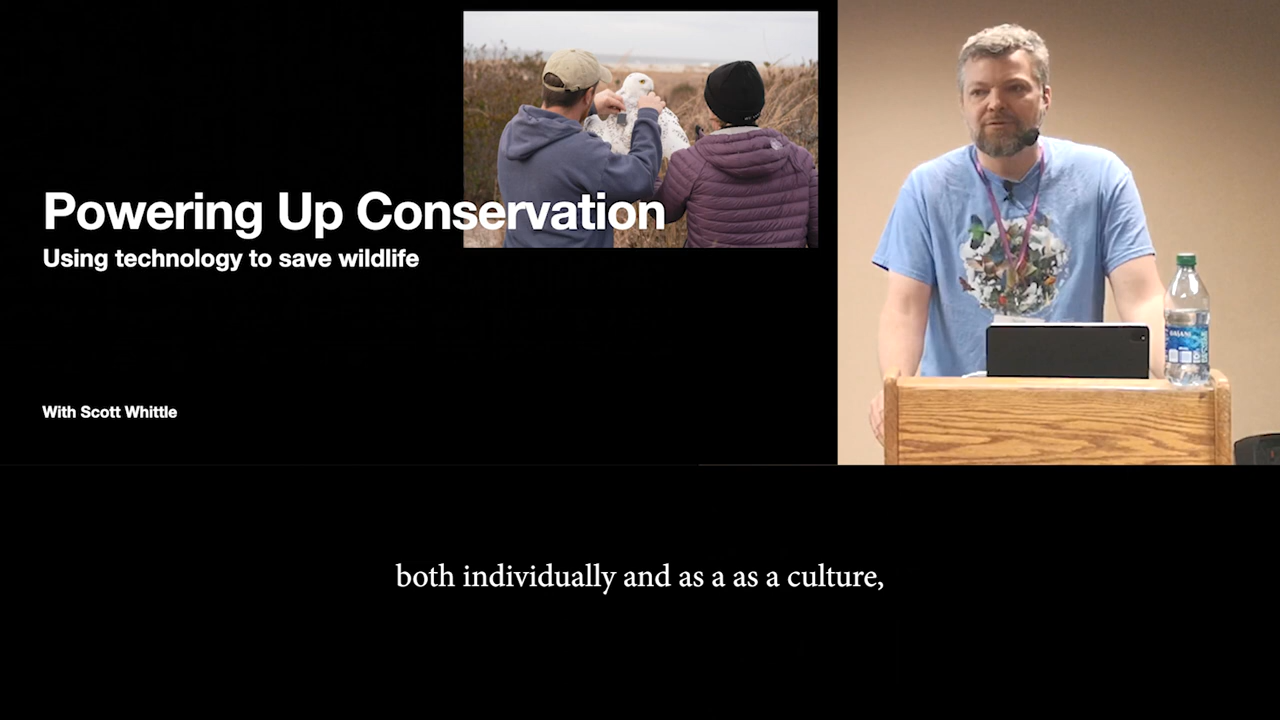 Powering Up Conservation
Using technology to save wildlife
With Scott Whittle
both individually and as a as a culture,